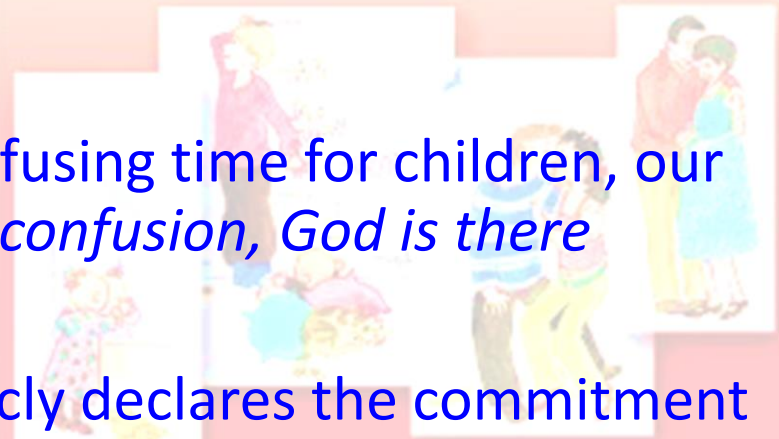 fusing time for children, our
confusion, God is there
cly declares the commitment